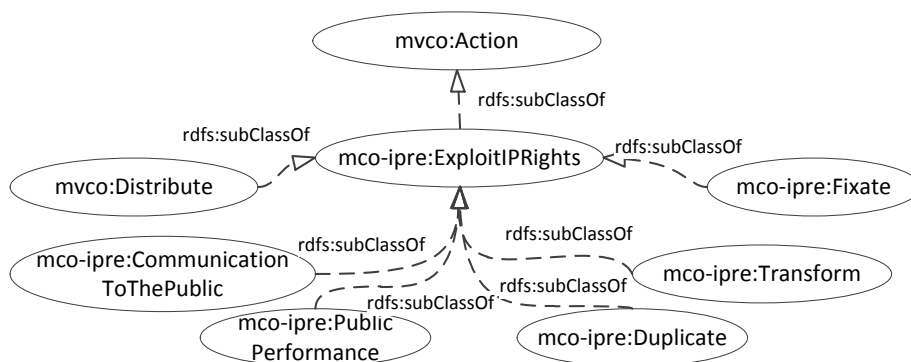 mvco:Action
rdfs:subClassOf
rdfs:subClassOf
mco-ipre:ExploitIPRights
rdfs:subClassOf
mvco:Distribute
mco-ipre:Fixate
rdfs:subClassOf
rdfs:subClassOf
mco-ipre:Communication
ToThePublic
mco-ipre:Transform
rdfs:subClassOf
rdfs:subClassOf
mco-ipre:Public
Performance
mco-ipre:Duplicate